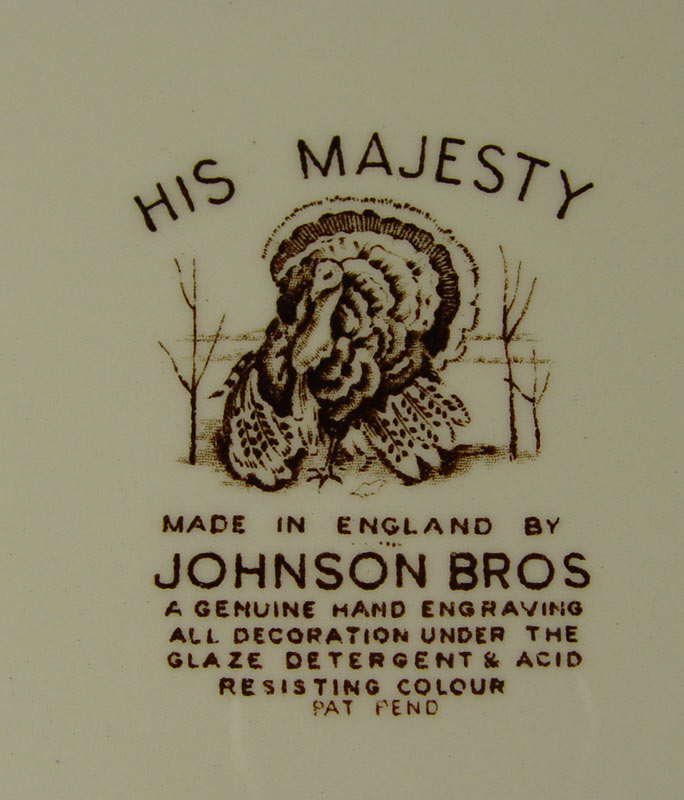 HIS MAJESTY
MADE IN ENGLAND BY
JOHNSON BROS
A GENUINE HAND ENGRAVING
ALL DECORATION UNDER THE
GLAZE DETERGENT & ACID
RESISTING COLOUR
PAT PEND